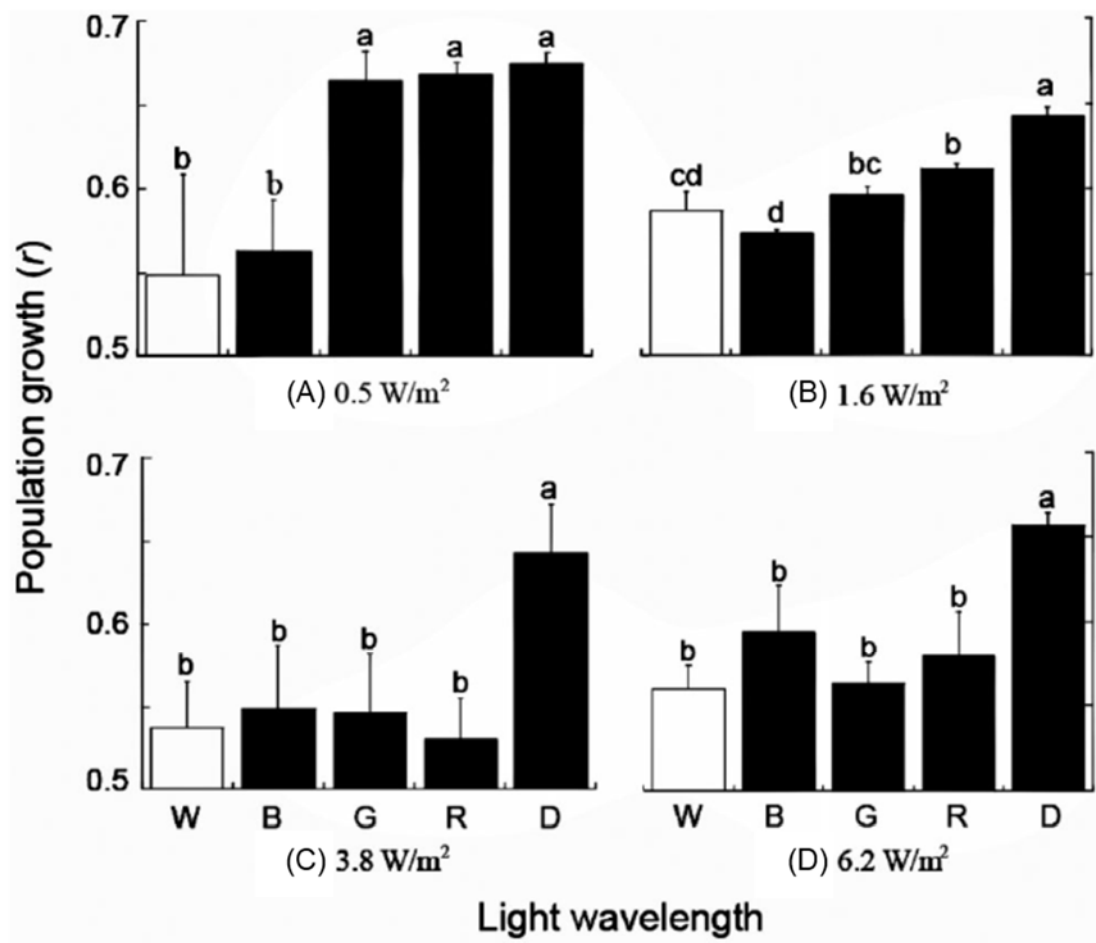 Population growth (r)
0.7
0.6
0.5
b
b
a
a
a
(A) 0.5 W/m²
cd
d
bc
b
a
(B) 1.6 W/m²
0.7
0.6
0.5
b
b
b
b
a
W B G R D
(C) 3.8 W/m²
b
b
b
b
a
W B G R D
(D) 6.2 W/m²
Light wavelength